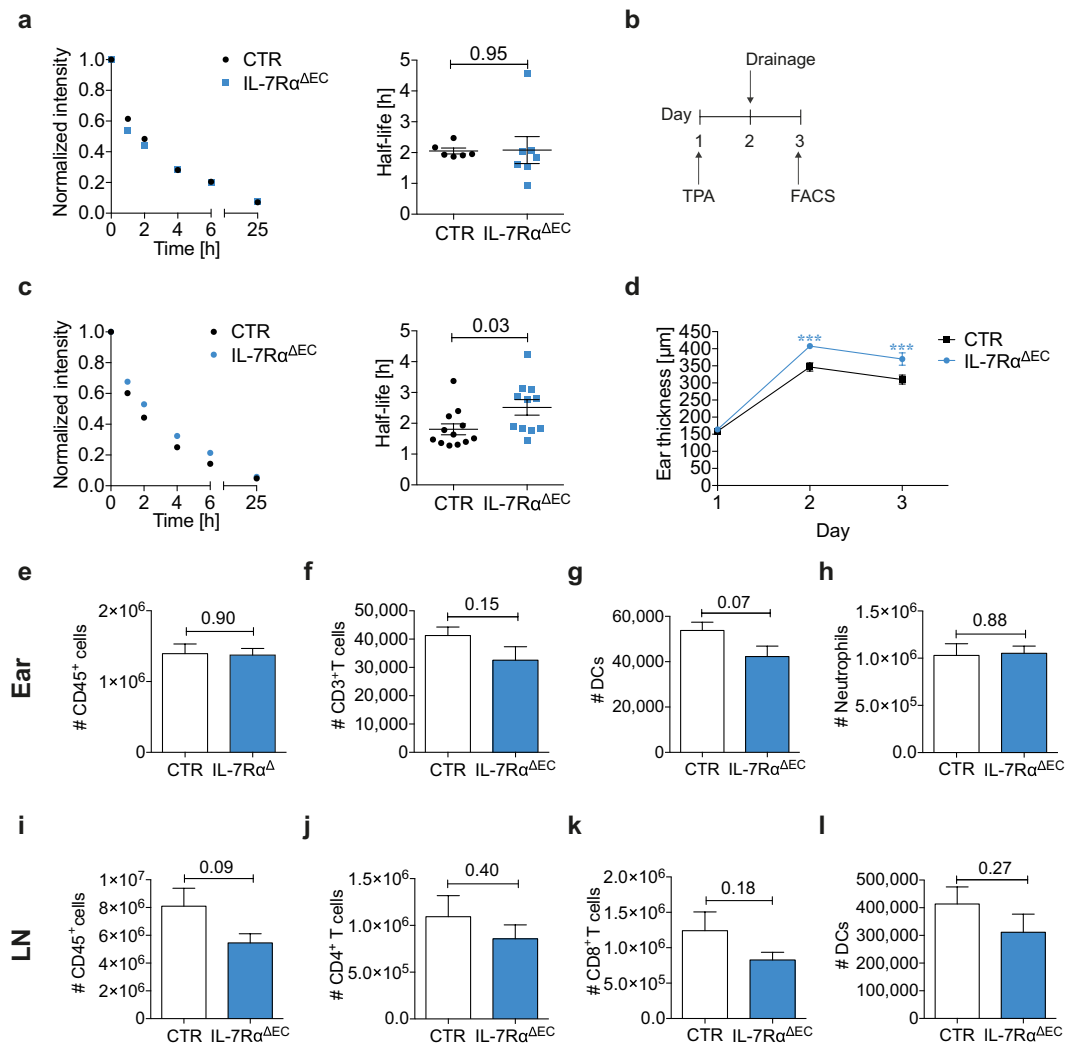 a
Normalized intensity
1.0
0.8
0.6
0.4
0.2
0.0
0 2 4 6 25
Time [h]
CTR
IL-7Rα^ΔEC
Half-life [h]
5
4
3
2
1
0
0.95
CTR IL-7Rα^ΔEC
b
Drainage
Day
1 2 3
TPA FACS
c
Normalized intensity
1.0
0.8
0.6
0.4
0.2
0.0
0 2 4 6 25
Time [h]
CTR
IL-7Rα^ΔEC
Half-life [h]
5
4
3
2
1
0
0.03
CTR IL-7Rα^ΔEC
d
Ear thickness [µm]
450
400
350
300
250
200
150
100
50
0
*** ***
1 2 3
Day
CTR
IL-7Rα^ΔEC
Ear
e
# CD45⁺ cells
2×10⁶
1×10⁶
0
0.90
CTR IL-7Rα^Δ
f
# CD3⁺T cells
50,000
40,000
30,000
20,000
10,000
0
0.15
CTR IL-7Rα^ΔEC
g
# DCs
60,000
40,000
20,000
0
0.07
CTR IL-7Rα^ΔEC
h
# Neutrophils
1.5×10⁶
1.0×10⁶
5.0×10⁵
0.0
0.88
CTR IL-7Rα^ΔEC
LN
i
# CD45⁺ cells
1×10⁷
8×10⁶
6×10⁶
4×10⁶
2×10⁶
0
0.09
CTR IL-7Rα^ΔEC
j
# CD4⁺ T cells
1.5×10⁶
1.0×10⁶
5.0×10⁵
0.0
0.40
CTR IL-7Rα^ΔEC
k
# CD8⁺T cells
2.0×10⁶
1.5×10⁶
1.0×10⁶
5.0×10⁵
0.0
0.18
CTR IL-7Rα^ΔEC
l
# DCs
500,000
400,000
300,000
200,000
100,000
0
0.27
CTR IL-7Rα^ΔEC